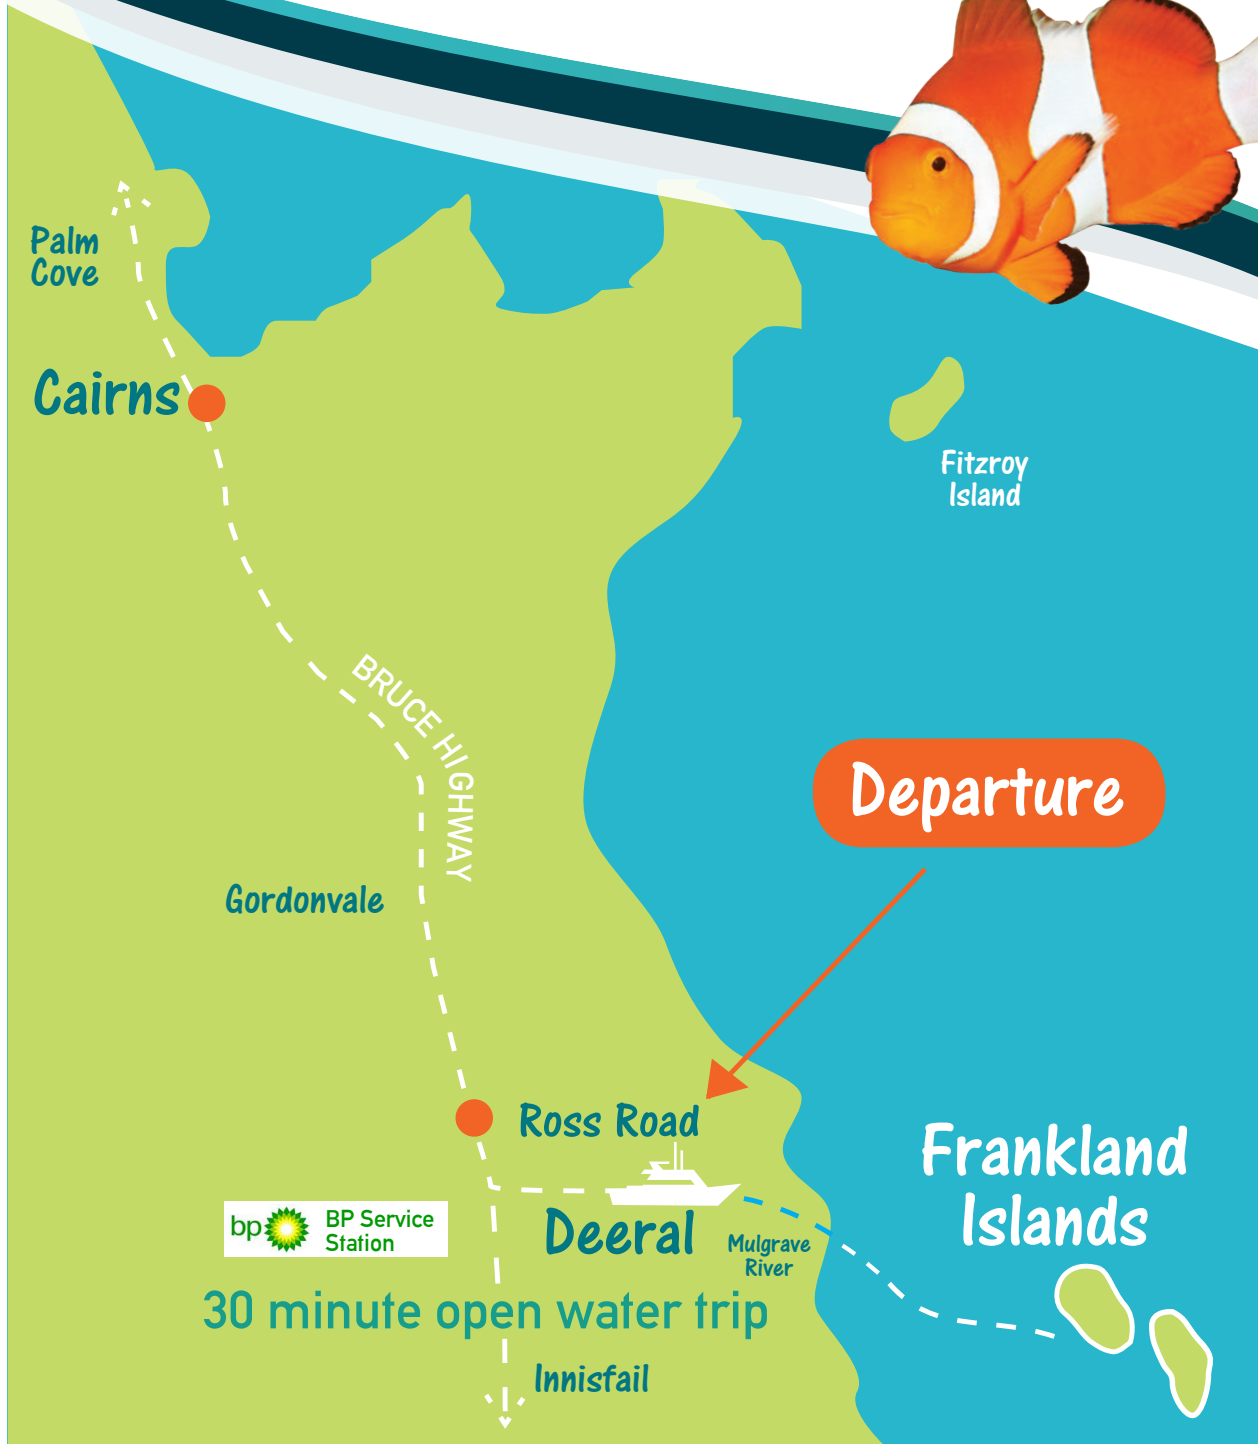 Palm
Cove
Cairns
Fitzroy
Island
BRUCE HIGHWAY
Departure
Gordonvale
Ross Road
Frankland
Islands
bp
BP Service
Station
Deeral
Mulgrave
River
30 minute open water trip
Innisfail